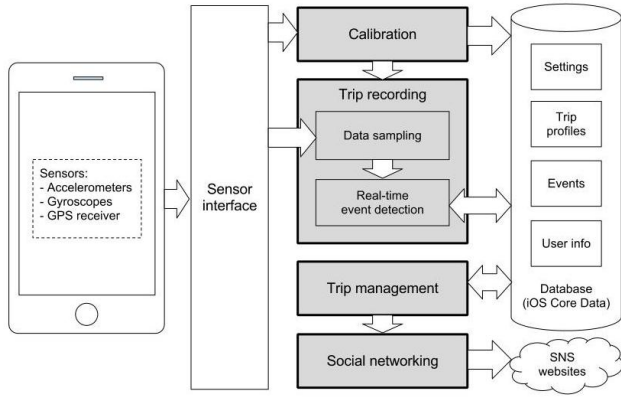 Sensors:
- Accelerometers
- Gyroscopes
- GPS receiver
Sensor
interface
Calibration
Trip recording
Data sampling
Real-time
event detection
Trip management
Social networking
Settings
Trip
profiles
Events
User info
Database
(iOS Core Data)
SNS
websites